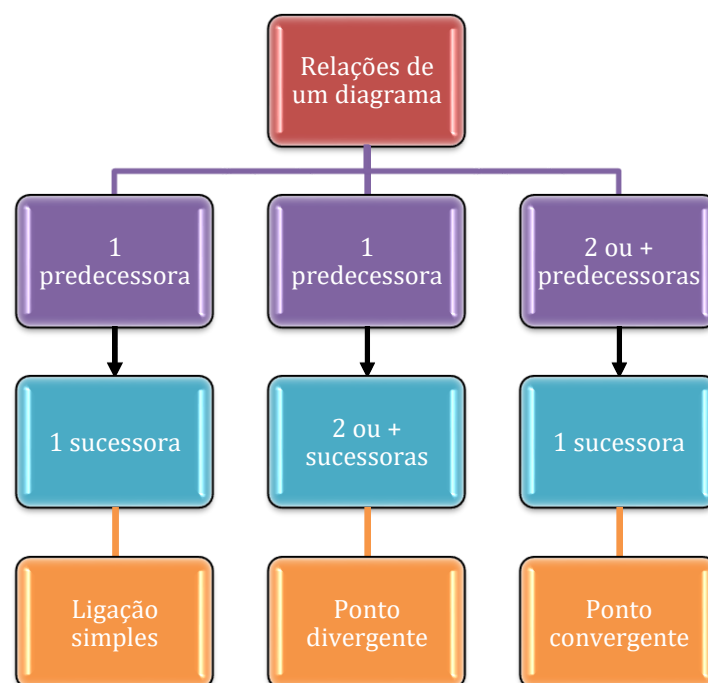 Relações de
um diagrama
1
predecessora
1
predecessora
2 ou +
predecessoras
1 sucessora
2 ou +
sucessoras
1 sucessora
Ligação
simples
Ponto
divergente
Ponto
convergente